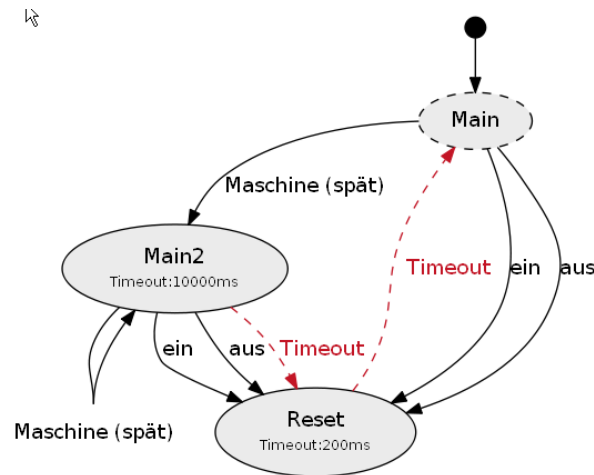 Main
Maschine (spät)
Main2
Timeout:10000ms
Timeout
ein
aus
ein
aus
Timeout
Reset
Timeout:200ms
Maschine (spät)